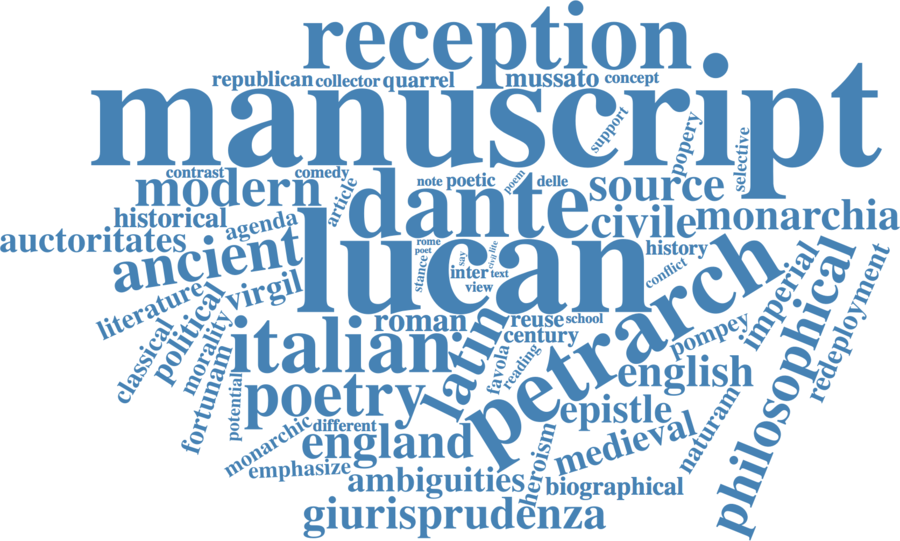 reception
republican collector quarrel mussato concept
manuscript
support
popery
selective
contrast comedy
modern
article
dante
note poetic
poem
delle
source
historical
agenda
civile
monarchia
auctoritates
ancient
lucan
rome
poet
stance
say
civil
lite
inter text
view
history
conflict
literature
virgil
political
classical
morality
fortunam
italian
roman
latin
reuse school
century
favola
reading
petrarch
pompey
imperial
philosophical
redeployment
potential
poetry
english
epistle
naturam
monarchic
different
england
emphasize
heroism
medieval
ambiguities
biographical
giurisprudenza